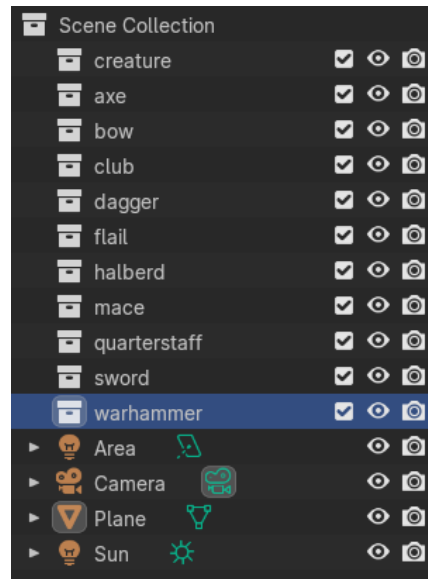 Scene Collection
creature
axe
bow
club
dagger
flail
halberd
mace
quarterstaff
sword
warhammer
Area
Camera
Plane
Sun